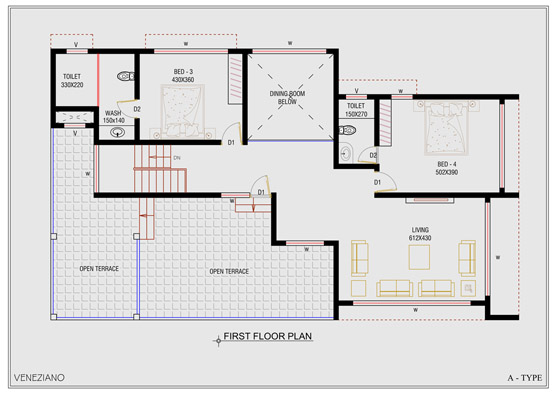 V
w
w
TOILET
330X220
BED - 3
430X360
DINING ROOM
BELOW
V
w
TOILET
150X270
D2
WASH
150x140
V
D1
D2
BED - 4
502X390
DN
w
D1
D1
w
LIVING
612X430
w
w
OPEN TERRACE
OPEN TERRACE
w
FIRST FLOOR PLAN
VENEZIANO
A - TYPE